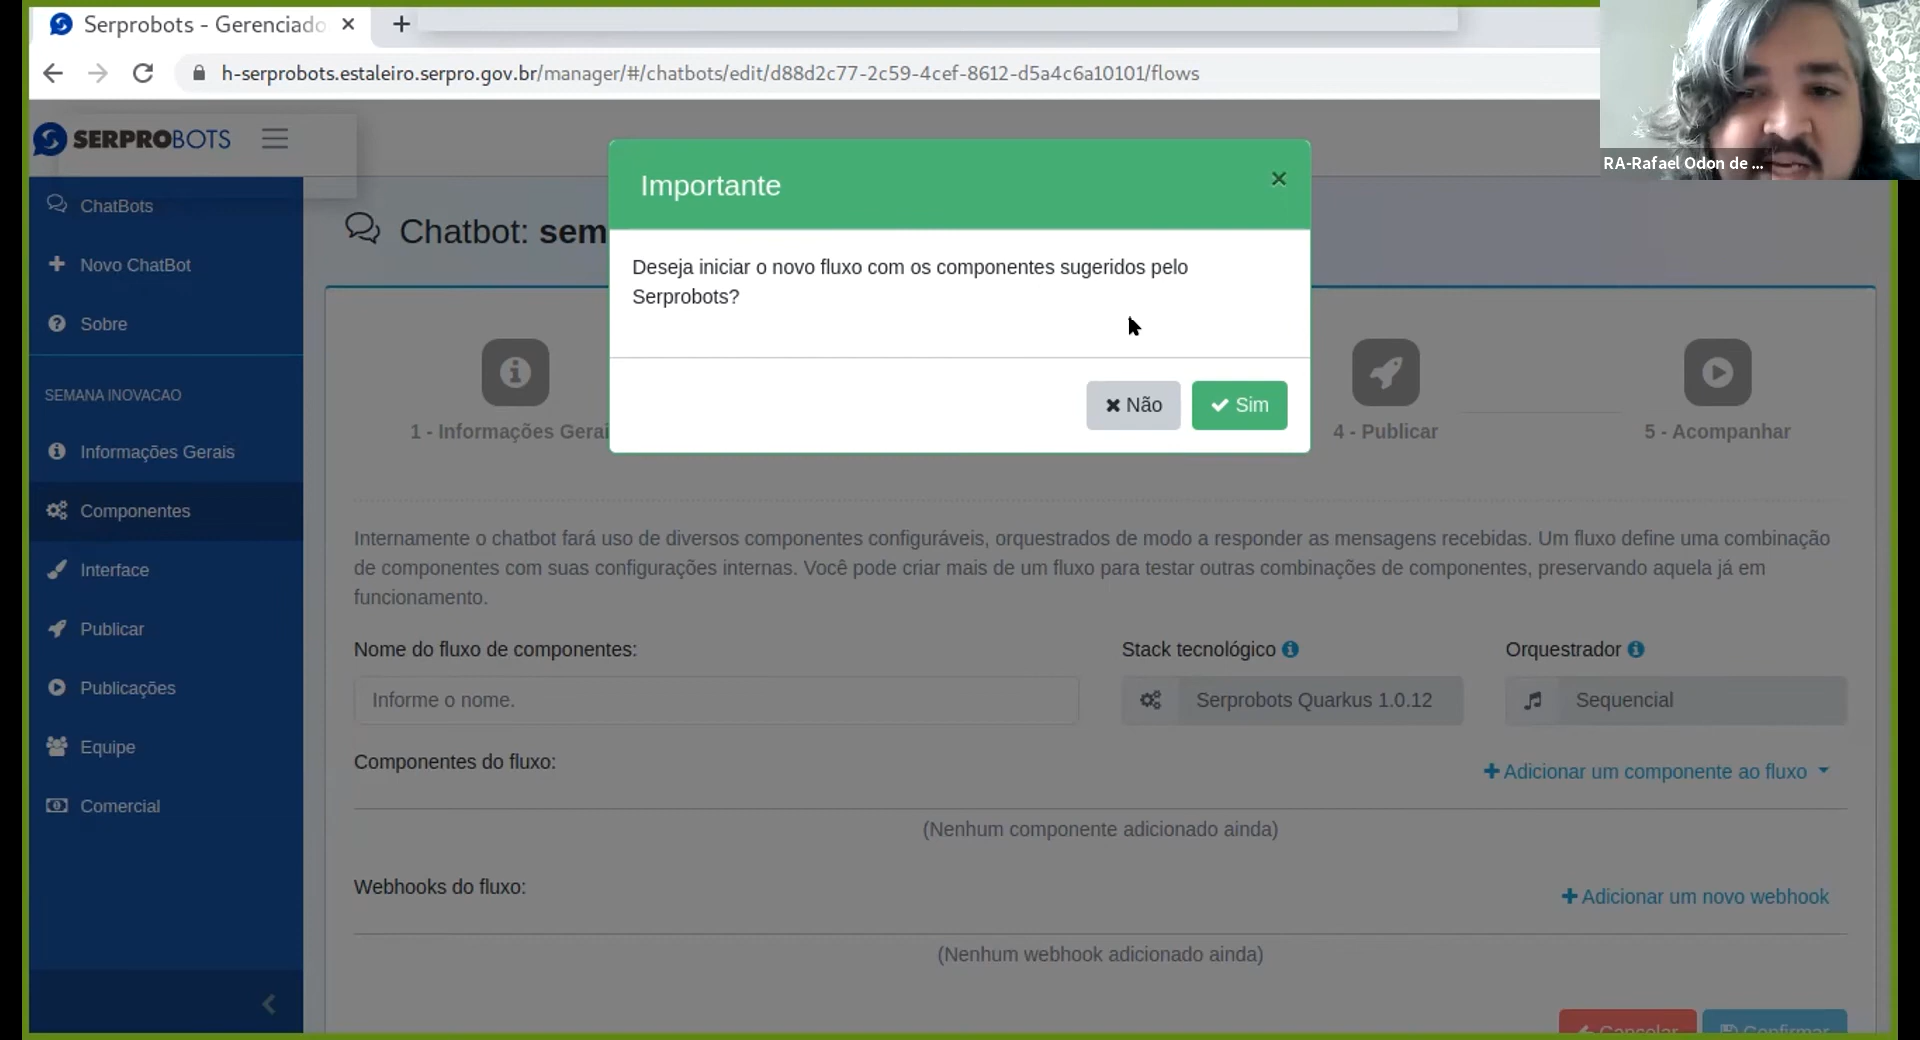 Serprobots - Gerenciado
h-serprobots.estaleiro.serpro.gov.br/manager/#/chatbots/edit/d88d2c77-2c59-4cef-8612-d5a4c6a10101/flows
RA-Rafael Odon de ...
SERPROBOTS
Importante
ChatBots
Chatbot: sem
Novo ChatBot
Deseja iniciar o novo fluxo com os componentes sugeridos pelo
Serprobots?
Sobre
Não
Sim
SEMANA INOVACAO
1 - Informações Gerai
4 - Publicar
5 - Acompanhar
Informações Gerais
Componentes
Interface
Publicar
Publicações
Equipe
Comercial
Internamente o chatbot fará uso de diversos componentes configuráveis, orquestrados de modo a responder as mensagens recebidas. Um fluxo define uma combinação
de componentes com suas configurações internas. Você pode criar mais de um fluxo para testar outras combinações de componentes, preservando aquela já em
funcionamento.
Nome do fluxo de componentes:
Stack tecnológico
Orquestrador
Informe o nome.
Serprobots Quarkus 1.0.12
Sequencial
Componentes do fluxo:
Adicionar um componente ao fluxo
(Nenhum componente adicionado ainda)
Webhooks do fluxo:
Adicionar um novo webhook
(Nenhum webhook adicionado ainda)
Cancelar
Confirmar